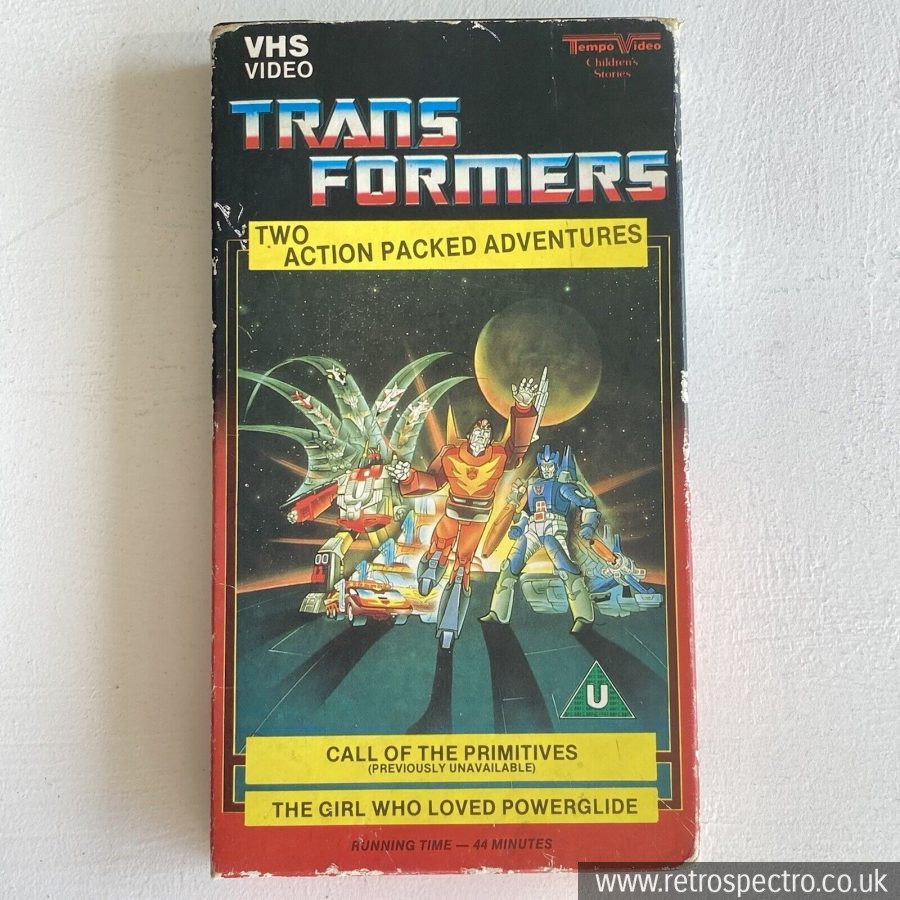 VHS
VIDEO
Tempo Video
Children's
Stories
TRANS
FORMERS
TWO
ACTION PACKED ADVENTURES
U
CALL OF THE PRIMITIVES
(PREVIOUSLY UNAVAILABLE)
THE GIRL WHO LOVED POWERGLIDE
RUNNING TIME — 44 MINUTES
www.retrospectro.co.uk